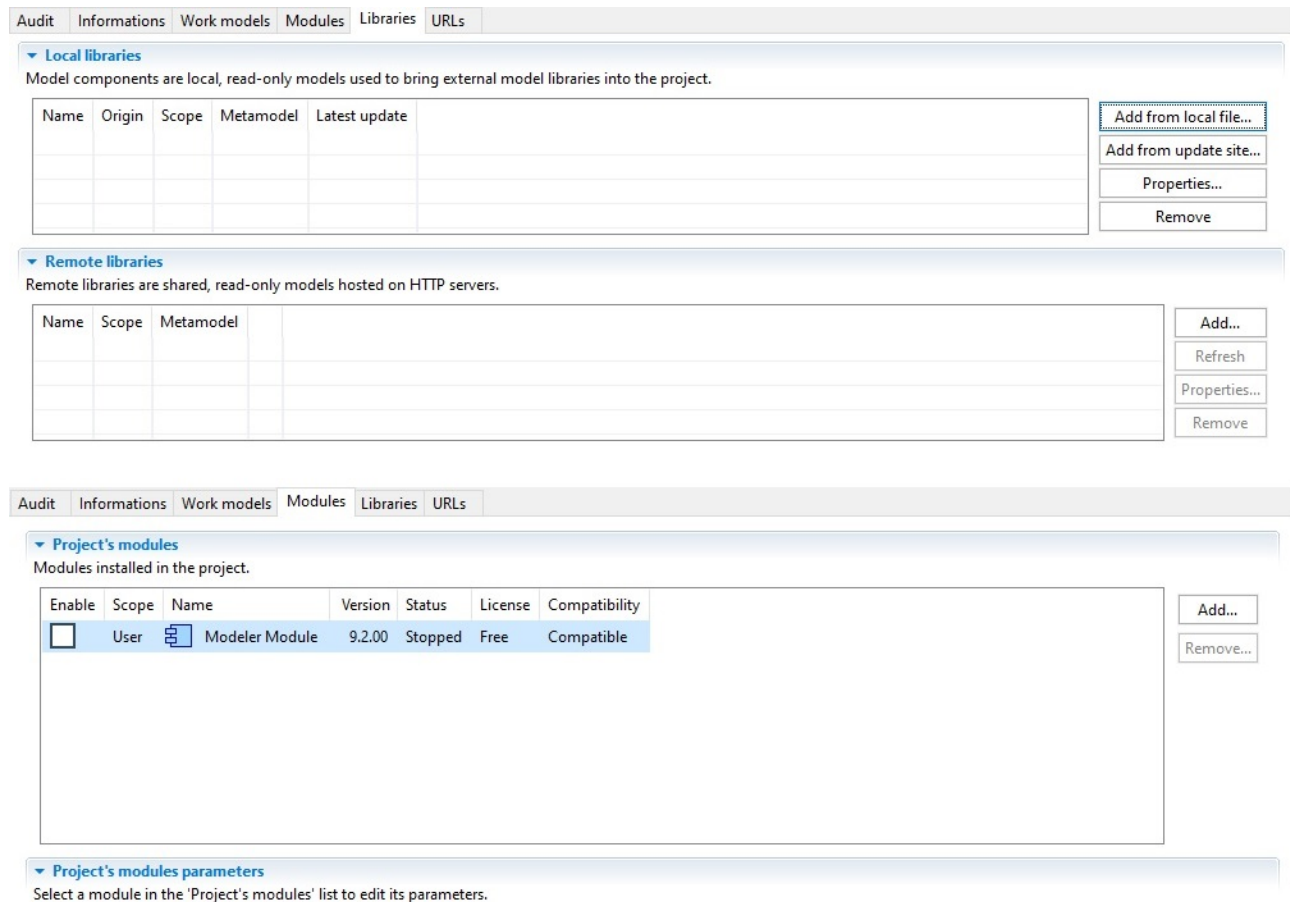 Audit Informations Work models Modules Libraries URLs
Local libraries
Model components are local, read-only models used to bring external model libraries into the project.
Name Origin Scope Metamodel Latest update
Add from local file...
Add from update site...
Properties...
Remove
Remote libraries
Remote libraries are shared, read-only models hosted on HTTP servers.
Name Scope Metamodel
Add...
Refresh
Properties...
Remove
Audit Informations Work models Modules Libraries URLs
Project's modules
Modules installed in the project.
Enable Scope Name Version Status License Compatibility
User Modeler Module 9.2.00 Stopped Free Compatible
Add...
Remove...
Project's modules parameters
Select a module in the 'Project's modules' list to edit its parameters.